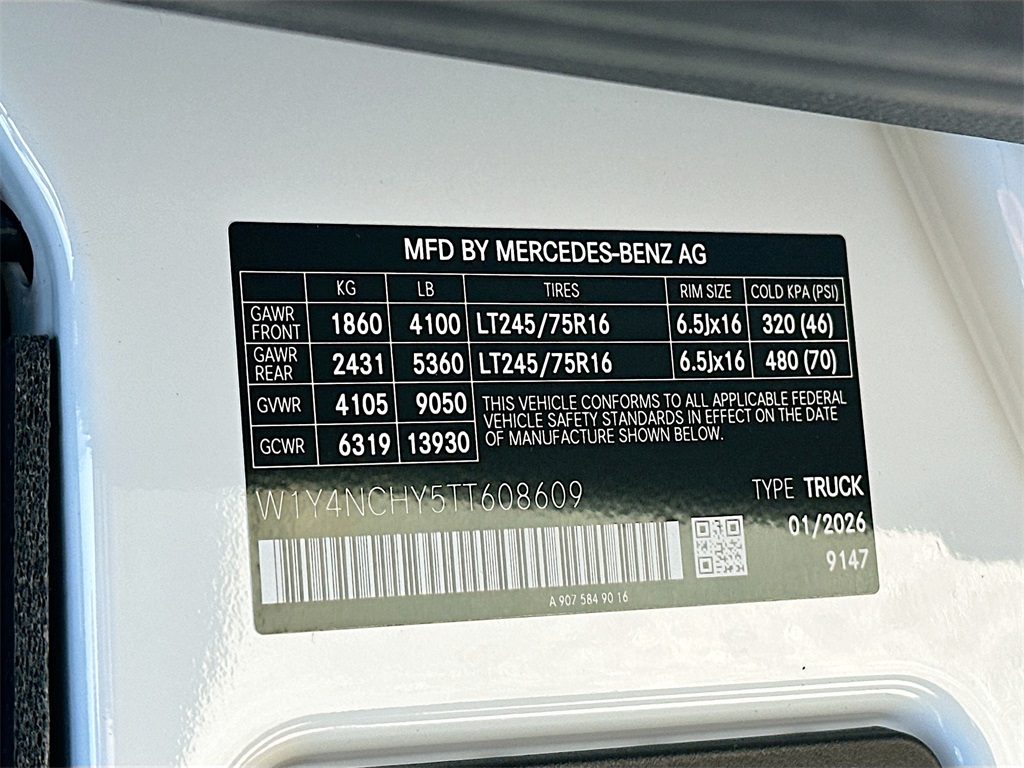 MFD BY MERCEDES-BENZ AG
KG LB TIRES RIM SIZE COLD KPA (PSI)
GAWR FRONT 1860 4100 LT245/75R16 6.5Jx16 320 (46)
GAWR REAR 2431 5360 LT245/75R16 6.5Jx16 480 (70)
GVWR 4105 9050
GCWR 6319 13930
THIS VEHICLE CONFORMS TO ALL APPLICABLE FEDERAL
VEHICLE SAFETY STANDARDS IN EFFECT ON THE DATE
OF MANUFACTURE SHOWN BELOW.
W1Y4NCHY5TT608609
TYPE TRUCK
01/2026
9147
A 907 584 90 16